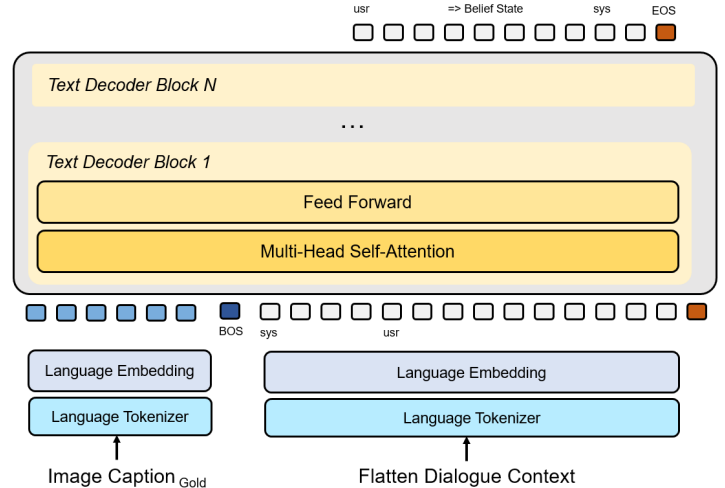 usr => Belief State sys EOS
Text Decoder Block N
...
Text Decoder Block 1
Feed Forward
Multi-Head Self-Attention
BOS sys usr
Language Embedding Language Embedding
Language Tokenizer Language Tokenizer
Image Caption Gold Flatten Dialogue Context